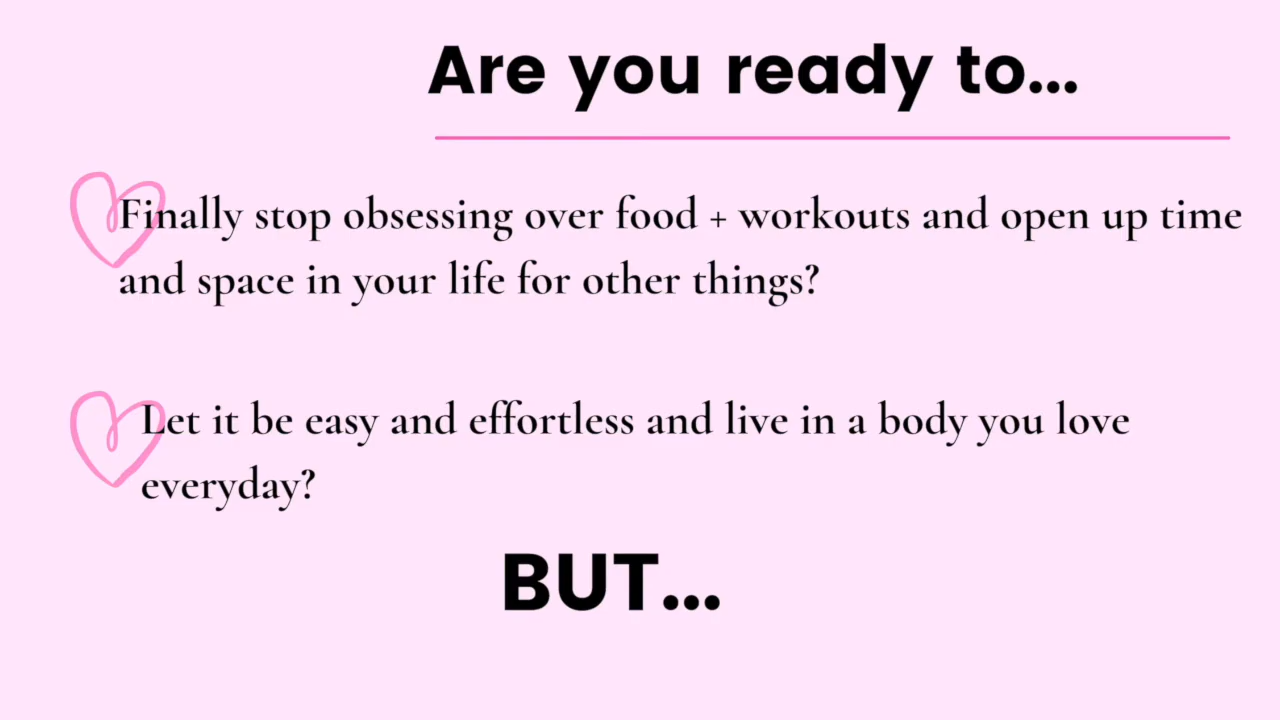 Are you ready to...
Finally stop obsessing over food + workouts and open up time
and space in your life for other things?
Let it be easy and effortless and live in a body you love
everyday?
BUT...